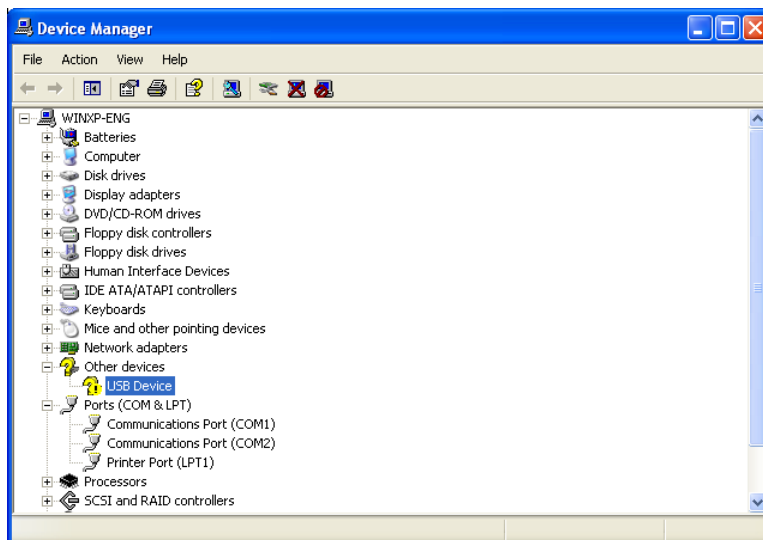 Device Manager
File Action View Help
WINXP-ENG
Batteries
Computer
Disk drives
Display adapters
DVD/CD-ROM drives
Floppy disk controllers
Floppy disk drives
Human Interface Devices
IDE ATA/ATAPI controllers
Keyboards
Mice and other pointing devices
Network adapters
Other devices
USB Device
Ports (COM & LPT)
Communications Port (COM1)
Communications Port (COM2)
Printer Port (LPT1)
Processors
SCSI and RAID controllers